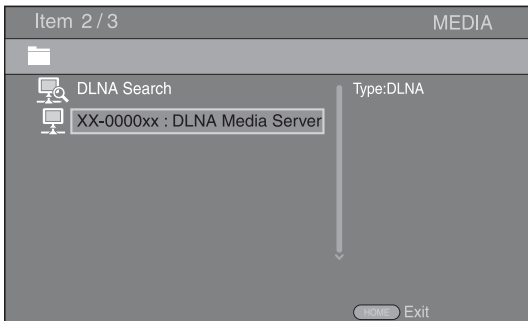 Item 2/3 MEDIA
DLNA Search
Type:DLNA
XX-0000xx : DLNA Media Server
HOME Exit